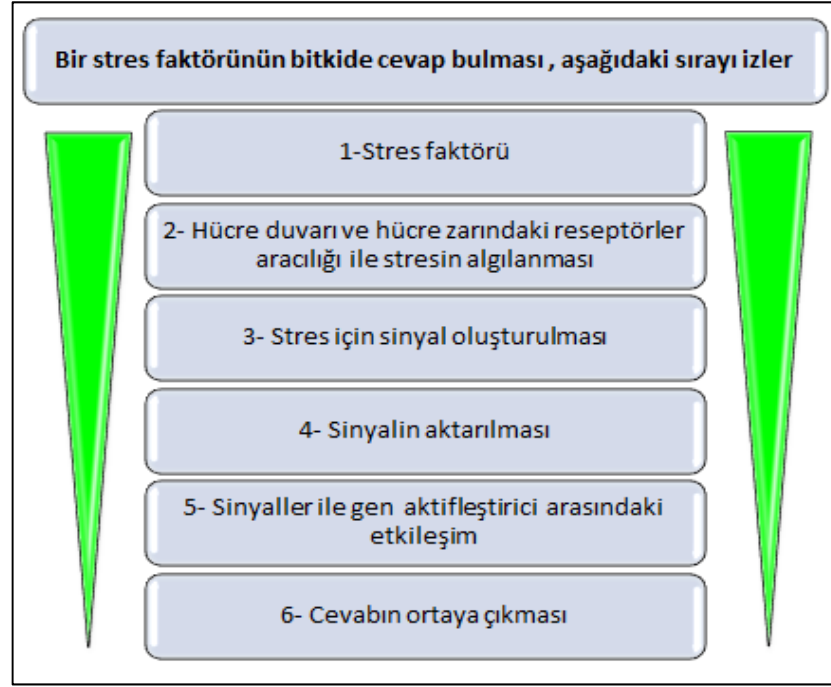 Bir stres faktörünün bitkide cevap bulması , aşağıdaki sırayı izler
1-Stres faktörü
2- Hücre duvarı ve hücre zarındaki reseptörler
aracılığı ile stresin algılanması
3- Stres için sinyal oluşturulması
4- Sinyalin aktarılması
5- Sinyaller ile gen aktifleştirici arasındaki
etkileşim
6- Cevabın ortaya çıkması